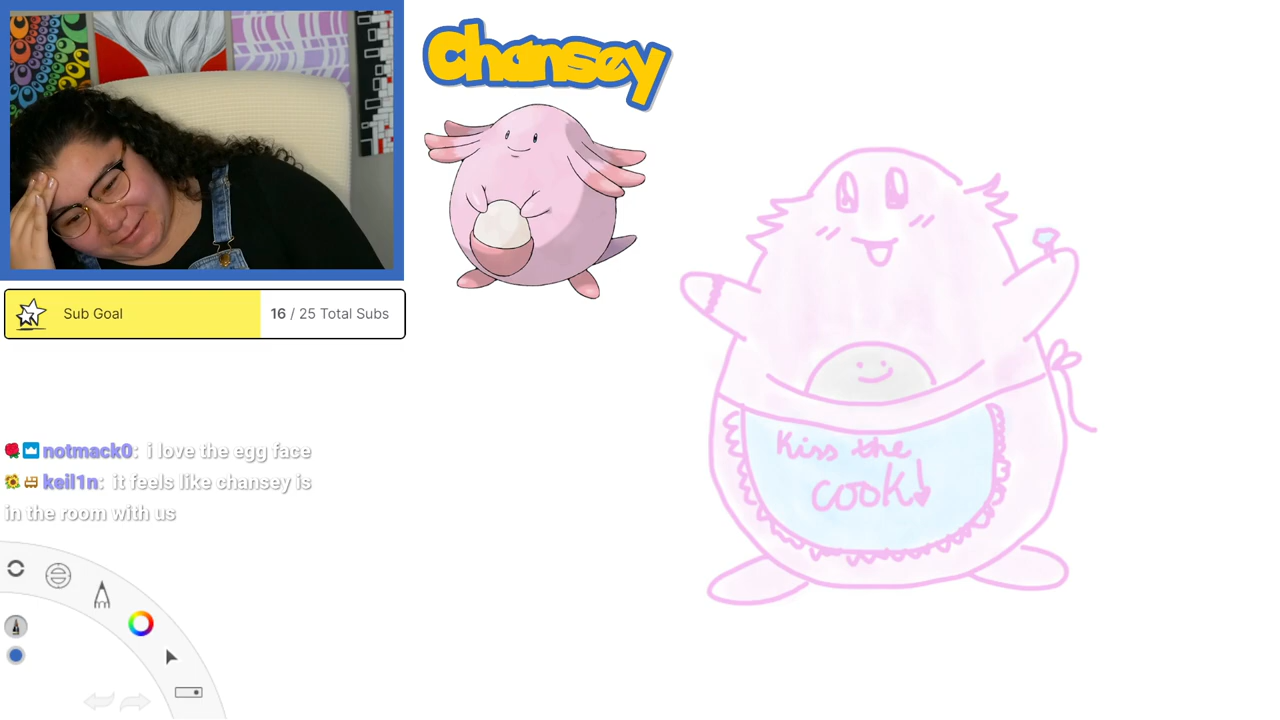 Chansey
Sub Goal
16 / 25 Total Subs
notmack0: i love the egg face
keil1n: it feels like chansey is
in the room with us
Kiss the
cook!